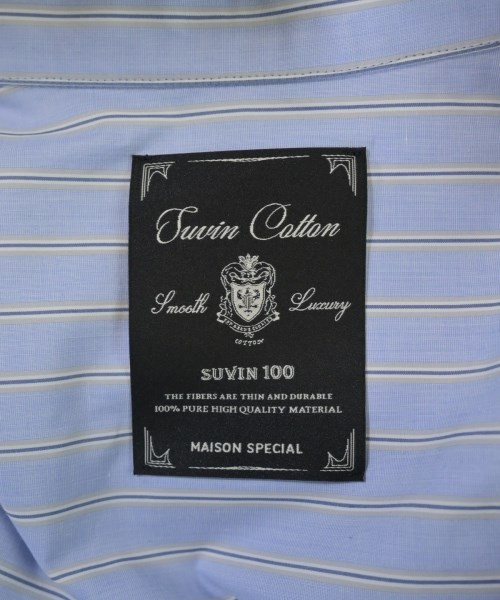 Suvin Cotton
Smooth Luxury
COTTON
SUVIN 100
THE FIBERS ARE THIN AND DURABLE
100% PURE HIGH QUALITY MATERIAL
MAISON SPECIAL